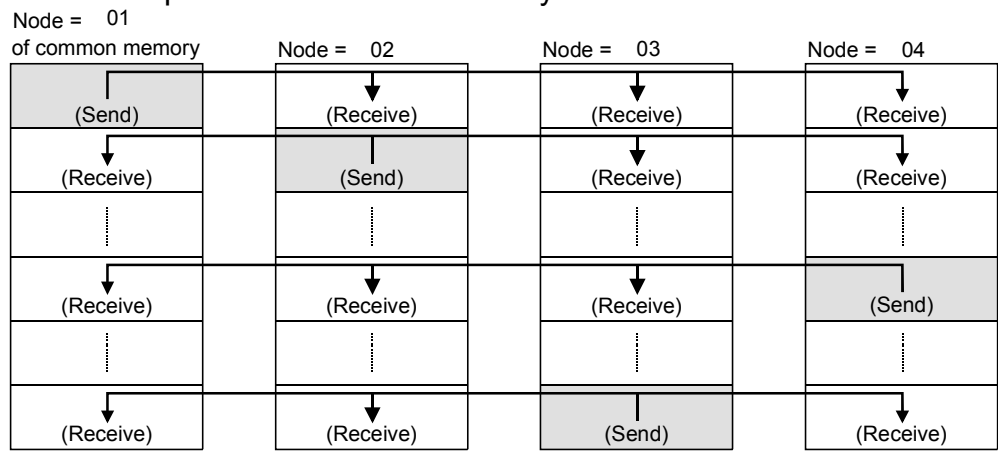 Node = 01
of common memory
Node = 02
Node = 03
Node = 04
(Send)
(Receive)
(Receive)
(Receive)
(Receive)
(Send)
(Receive)
(Receive)
(Receive)
(Receive)
(Receive)
(Send)
(Receive)
(Receive)
(Send)
(Receive)